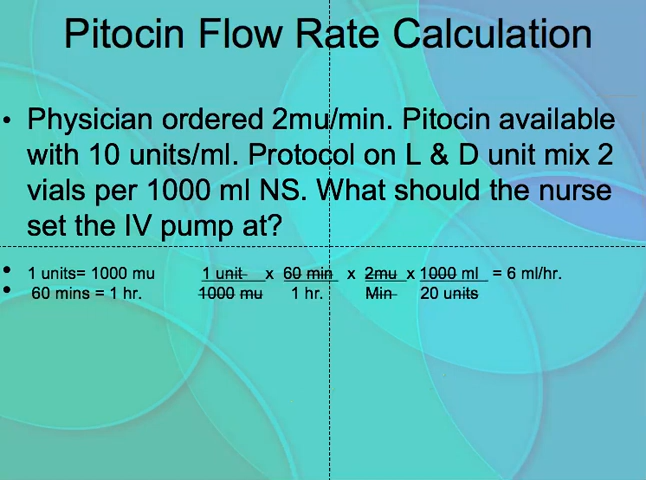 Pitocin Flow Rate Calculation
• Physician ordered 2mu/min. Pitocin available
with 10 units/ml. Protocol on L & D unit mix 2
vials per 1000 ml NS. What should the nurse
set the IV pump at?
• 1 units= 1000 mu 1 unit x 60 min x 2mu x 1000 ml = 6 ml/hr.
• 60 mins = 1 hr. 1000 mu 1 hr. Min 20 units